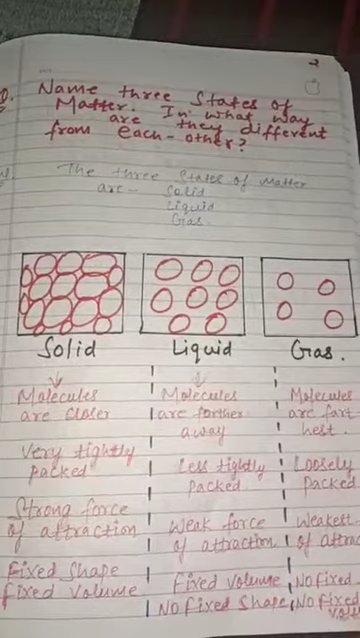 Q. Name three States of
Matter. In what way
are they different
from each-other?
The three States of Matter
are- Solid
Liquid
Gas.
Solid
Liquid
Gas.
Molecules
are closer
Molecules
are farther
away
Molecules
are fart
hest.
Very tightly
packed
Less tightly
packed
Loosely
Packed
Strong force
of attraction
Weak force
of attraction
Weakest
of attrac
Fixed Shape
Fixed volume
Fixed volume
No Fixed Shape
No Fixed
No Fixed